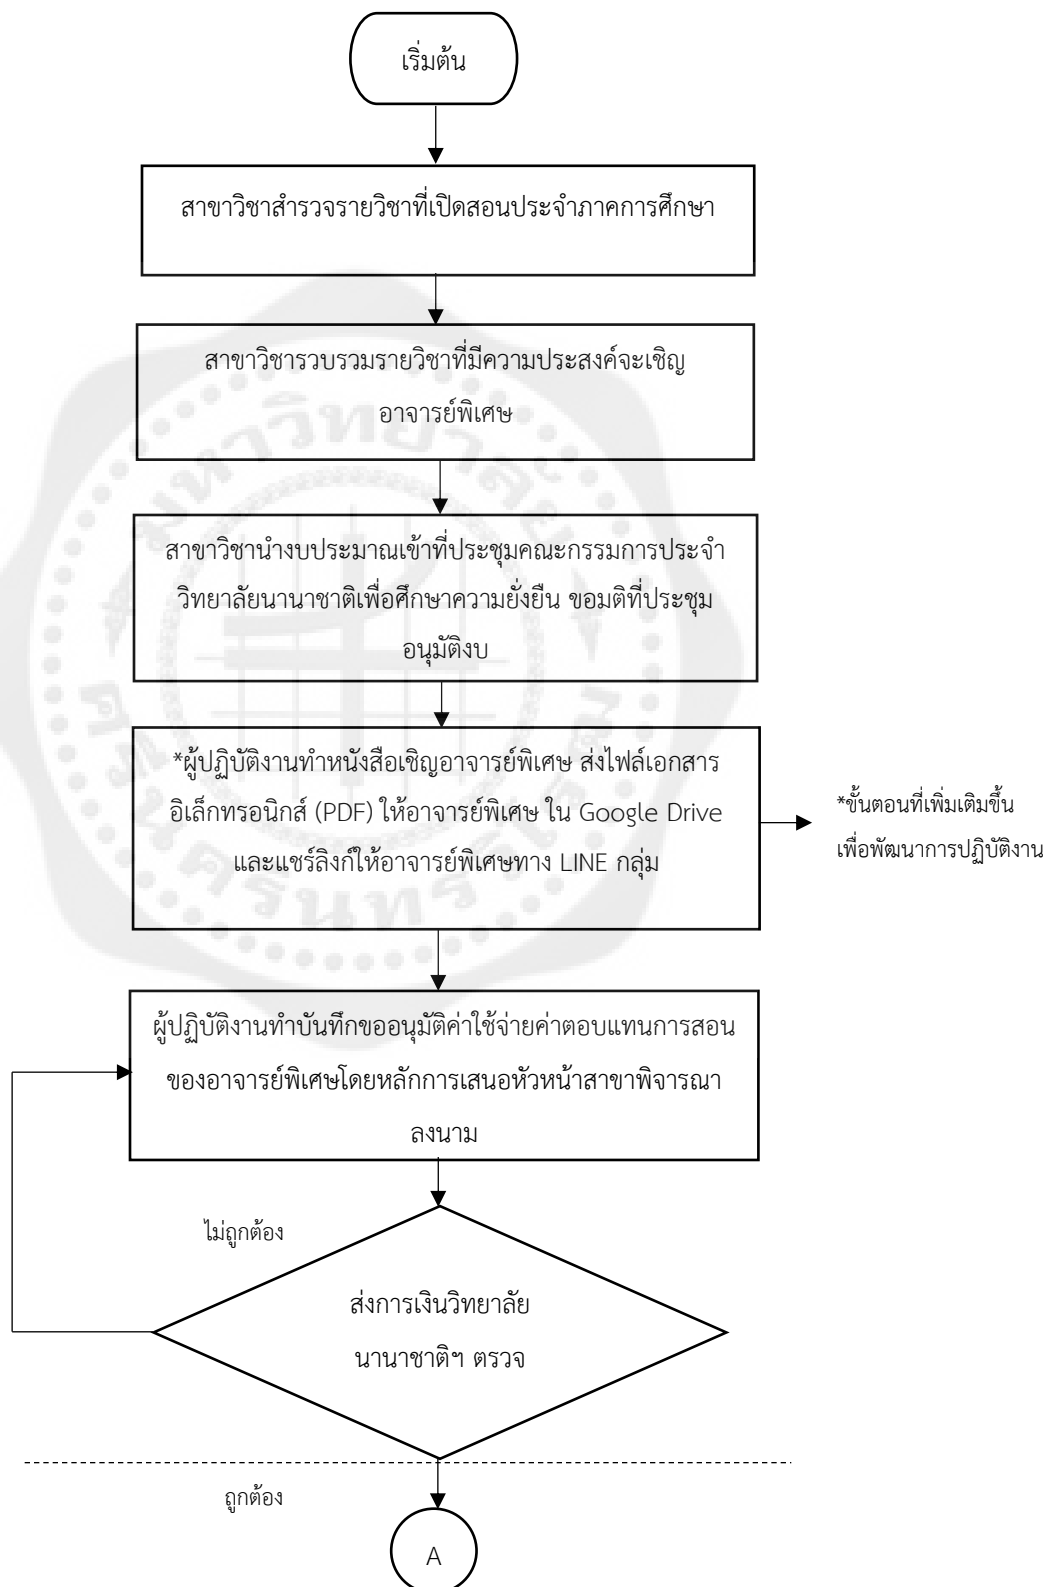 เริ่มต้น
สาขาวิชาสำรวจรายวิชาที่เปิดสอนประจำภาคการศึกษา
สาขาวิชารวบรวมรายวิชาที่มีความประสงค์จะเชิญ
อาจารย์พิเศษ
สาขาวิชานำงบประมาณเข้าที่ประชุมคณะกรรมการประจำ
วิทยาลัยนานาชาติเพื่อศึกษาความยั่งยืน ขอมติที่ประชุม
อนุมัติงบ
*ผู้ปฏิบัติงานทำหนังสือเชิญอาจารย์พิเศษ ส่งไฟล์เอกสาร
อิเล็กทรอนิกส์ (PDF) ให้อาจารย์พิเศษ ใน Google Drive
และแชร์ลิงก์ให้อาจารย์พิเศษทาง LINE กลุ่ม
*ขั้นตอนที่เพิ่มเติมขึ้น
เพื่อพัฒนาการปฏิบัติงาน
ผู้ปฏิบัติงานทำบันทึกขออนุมัติค่าใช้จ่ายค่าตอบแทนการสอน
ของอาจารย์พิเศษโดยหลักการเสนอหัวหน้าสาขาพิจารณา
ลงนาม
ไม่ถูกต้อง
ส่งการเงินวิทยาลัย
นานาชาติฯ ตรวจ
ถูกต้อง
A
มหาวิทยาลัย
ศรีนครินทรวิโรฒ